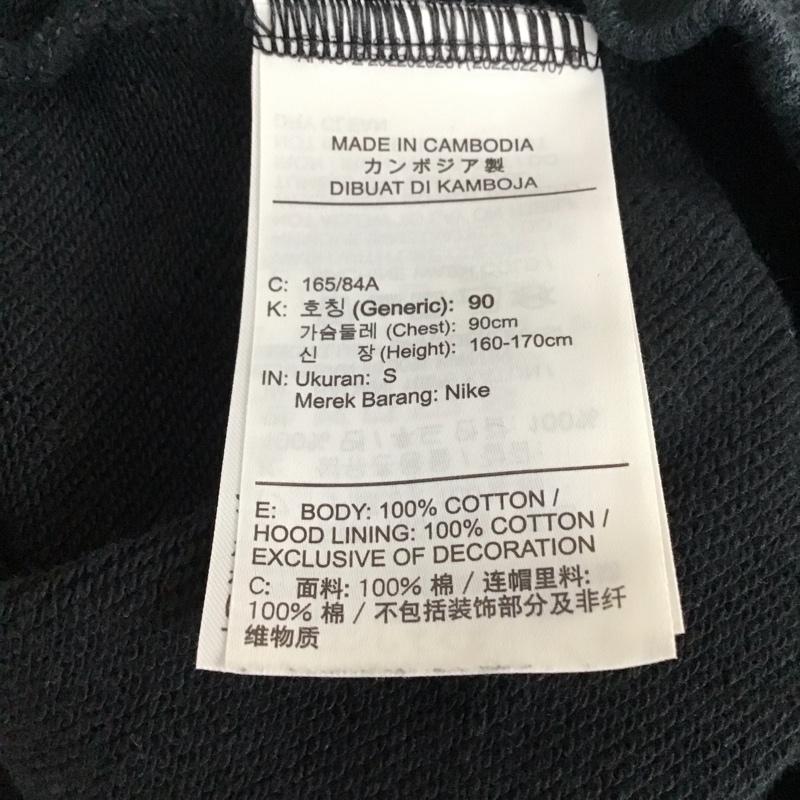 MADE IN CAMBODIA
カンボジア製
DIBUAT DI KAMBOJA
C: 165/84A
K: 호칭 (Generic): 90
가슴둘레 (Chest): 90cm
신 장 (Height): 160-170cm
IN: Ukuran: S
Merek Barang: Nike
E: BODY: 100% COTTON /
HOOD LINING: 100% COTTON /
EXCLUSIVE OF DECORATION
C: 面料: 100% 棉 / 连帽里料:
100% 棉 / 不包括装饰部分及非纤
维物质